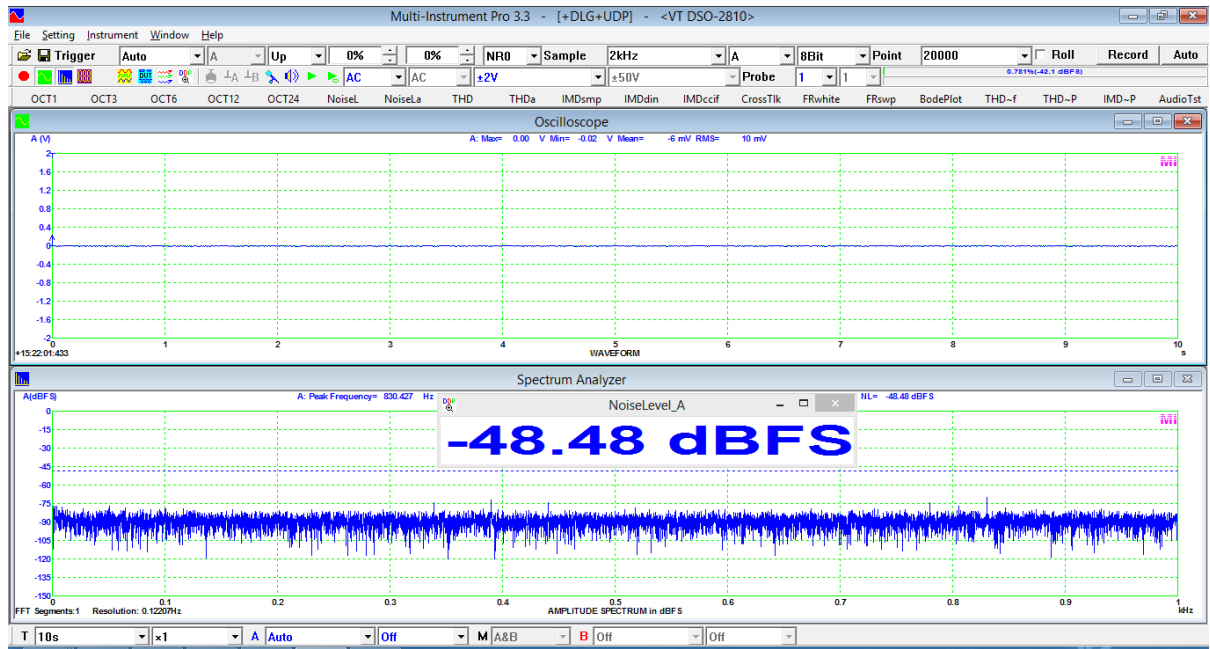 Multi-Instrument Pro 3.3 - [+DLG+UDP] - <VT DSO-2810>
File Setting Instrument Window Help
Trigger Auto A Up 0% 0% NR0 Sample 2kHz A 8Bit Point 20000 Roll Record Auto
A B AC AC ±2V ±50V Probe 1 1 0.781%(-42.1 dBFS)
OCT1 OCT3 OCT6 OCT12 OCT24 NoiseL NoiseLa THD THDa IMDsmp IMDdin IMDccif CrossTlk FRwhite FRswp BodePlot THD~f THD~P IMD~P AudioTst
Oscilloscope
A (V) A: Max= 0.00 V Min= -0.02 V Mean= -6 mV RMS= 10 mV
2
Mi
1.6
1.2
0.8
0.4
0
-0.4
-0.8
-1.2
-1.6
-2
0 1 2 3 4 5 6 7 8 9 10
+15:22:01:433 WAVEFORM s
Spectrum Analyzer
A(dBFS) A: Peak Frequency= 830.427 Hz NL= -48.48 dBFS
DDP NoiseLevel_A
-48.48 dBFS
0
Mi
-15
-30
-45
-60
-75
-90
-105
-120
-135
-150
0 0.1 0.2 0.3 0.4 0.5 0.6 0.7 0.8 0.9 1
FFT Segments:1 Resolution: 0.12207Hz AMPLITUDE SPECTRUM in dBFS kHz
T 10s ×1 A Auto Off M A&B B Off Off